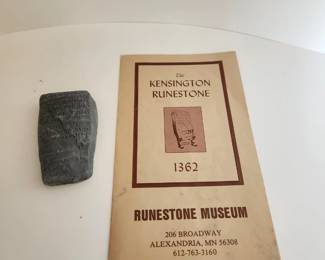 The
KENSINGTON
RUNESTONE
1362
RUNESTONE MUSEUM
206 BROADWAY
ALEXANDRIA, MN 56308
612-763-3160